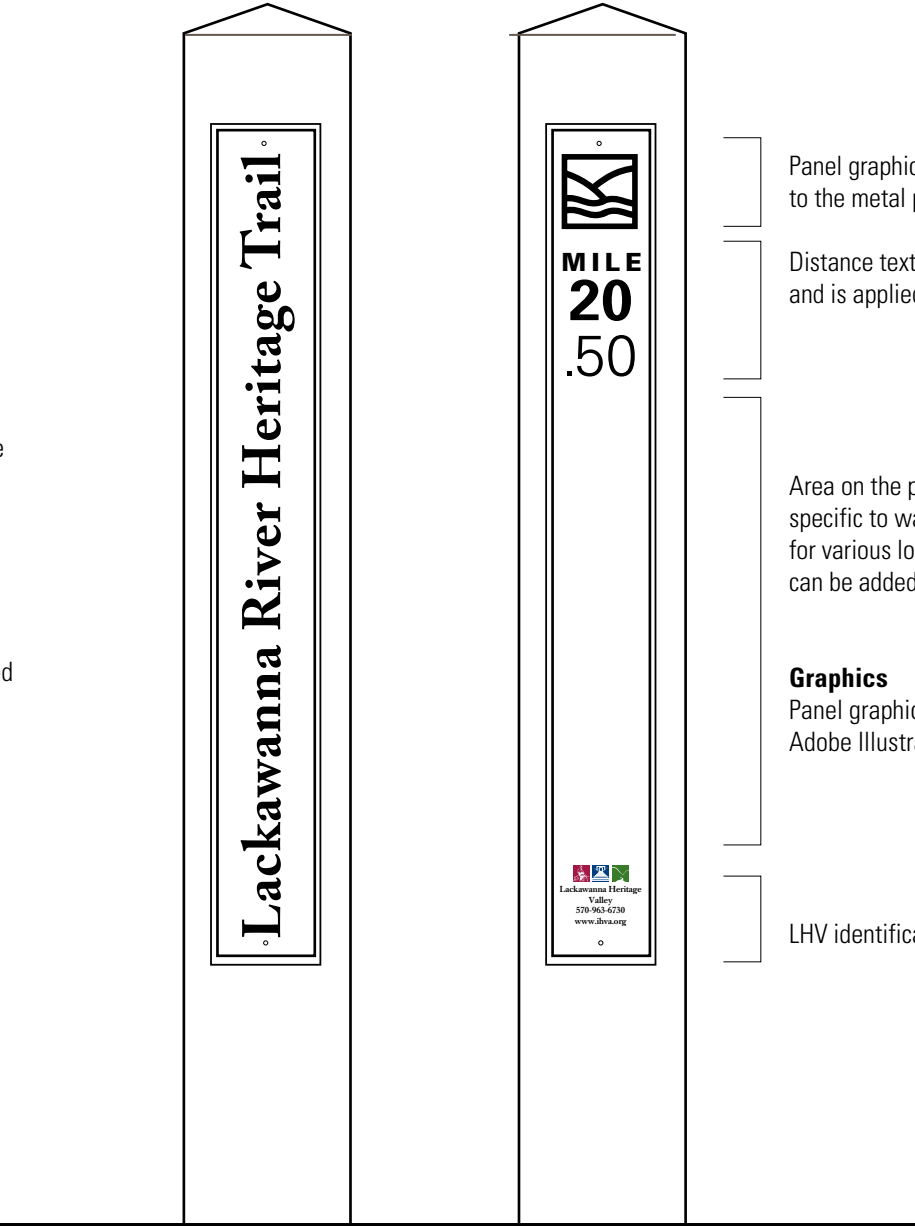 e
ed
Lackawanna River Heritage Trail
MILE
20
.50
Lackawanna Heritage
Valley
570-963-6730
www.ihva.org
Panel graphic
to the metal p
Distance text
and is applied
Area on the p
specific to wa
for various lo
can be added
Graphics
Panel graphic
Adobe Illustra
LHV identifica